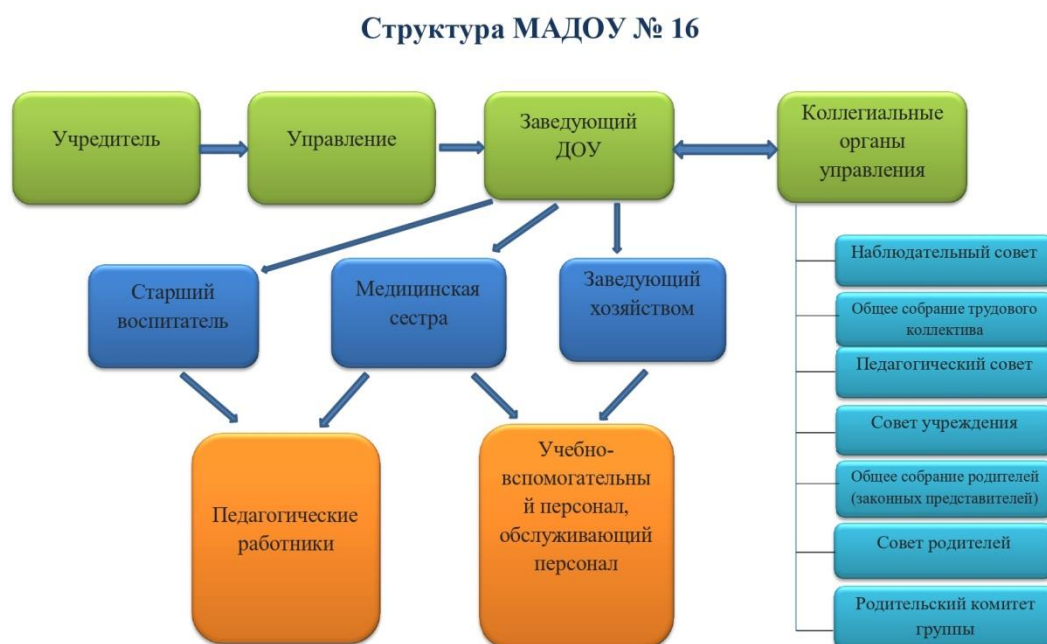 Структура МАДОУ № 16
Учредитель
Управление
Заведующий
ДОУ
Коллегиальные
органы
управления
Старший
воспитатель
Медицинская
сестра
Заведующий
хозяйством
Педагогические
работники
Учебно-
вспомогательны
й персонал,
обслуживающий
персонал
Наблюдательный совет
Общее собрание трудового
коллектива
Педагогический совет
Совет учреждения
Общее собрание родителей
(законных представителей)
Совет родителей
Родительский комитет
группы